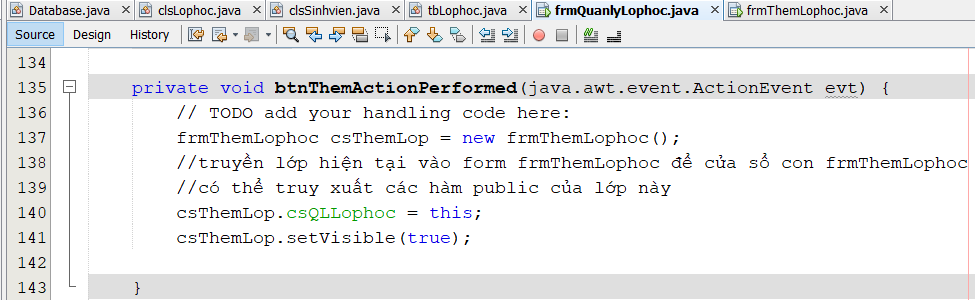 Database.java clsLophoc.java clsSinhvien.java tbLophoc.java frmQuanlyLophoc.java frmThemLophoc.java
Source Design History
134
135 private void btnThemActionPerformed(java.awt.event.ActionEvent evt) {
136 // TODO add your handling code here:
137 frmThemLophoc csThemLop = new frmThemLophoc();
138 //truyền lớp hiện tại vào form frmThemLophoc để cửa sổ con frmThemLophoc
139 //có thể truy xuất các hàm public của lớp này
140 csThemLop.csQLLophoc = this;
141 csThemLop.setVisible(true);
142
143 }